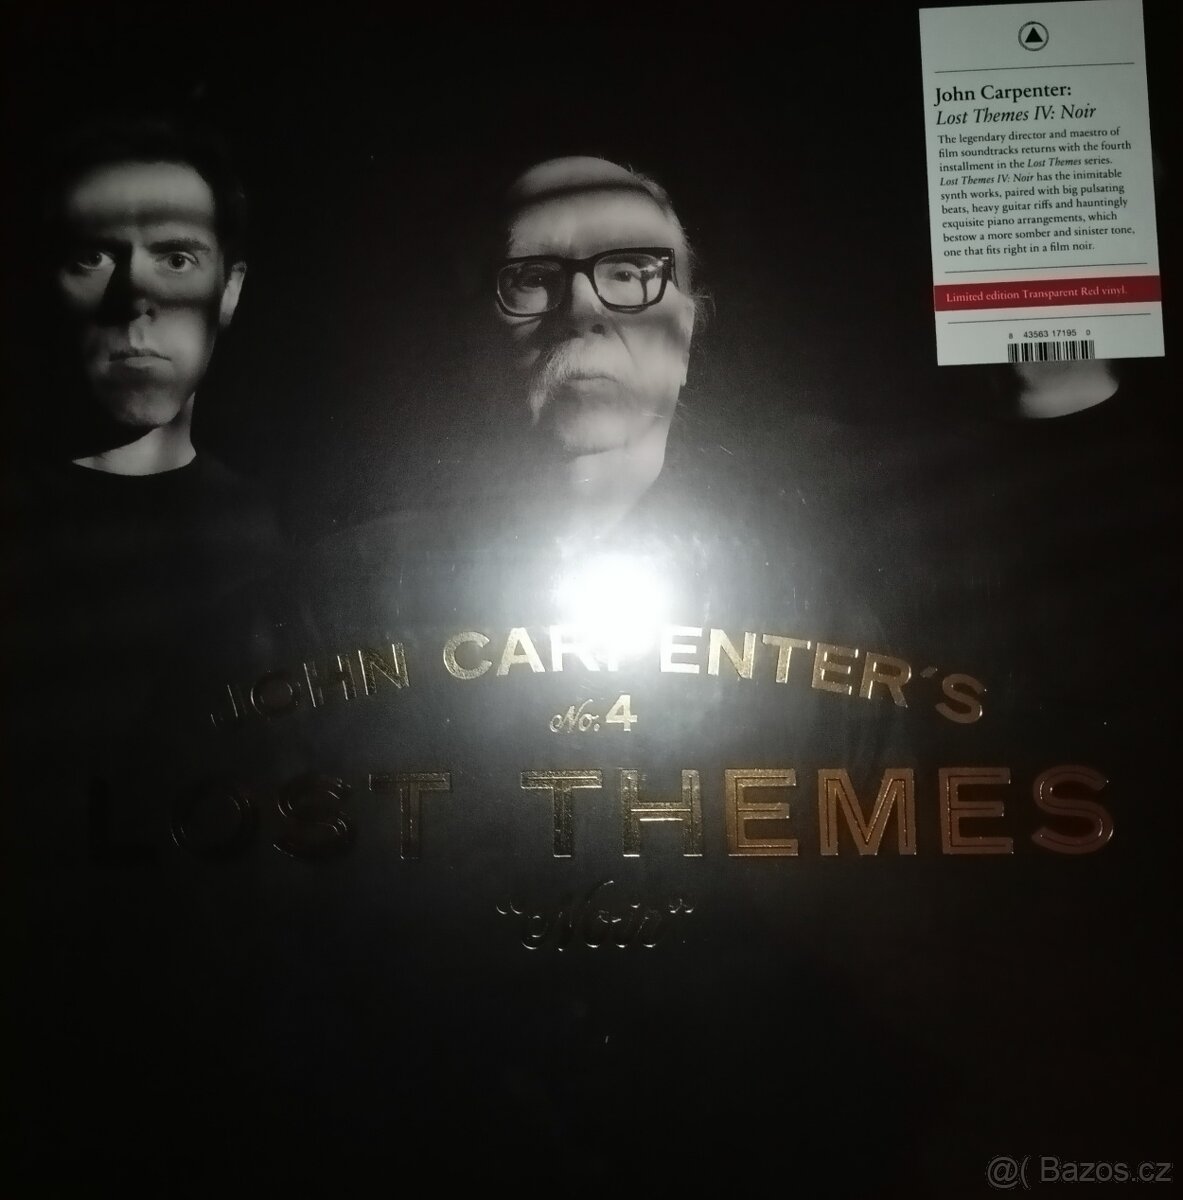 John Carpenter:
Lost Themes IV: Noir
The legendary director and maestro of
film soundtracks returns with the fourth
installment in the Lost Themes series.
Lost Themes IV: Noir has the inimitable
synth works, paired with big pulsating
beats, heavy guitar riffs and hauntingly
exquisite piano arrangements, which
bestow a more somber and sinister tone,
one that fits right in a film noir.
Limited edition Transparent Red vinyl.
8 43563 17195 0
JOHN CARPENTER'S
No. 4
LOST THEMES
"Noir"
@( Bazos.cz